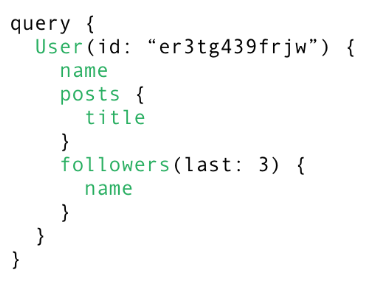 query {
  User(id: “er3tg439frjw”) {
    name
    posts {
      title
    }
    followers(last: 3) {
      name
    }
  }
}